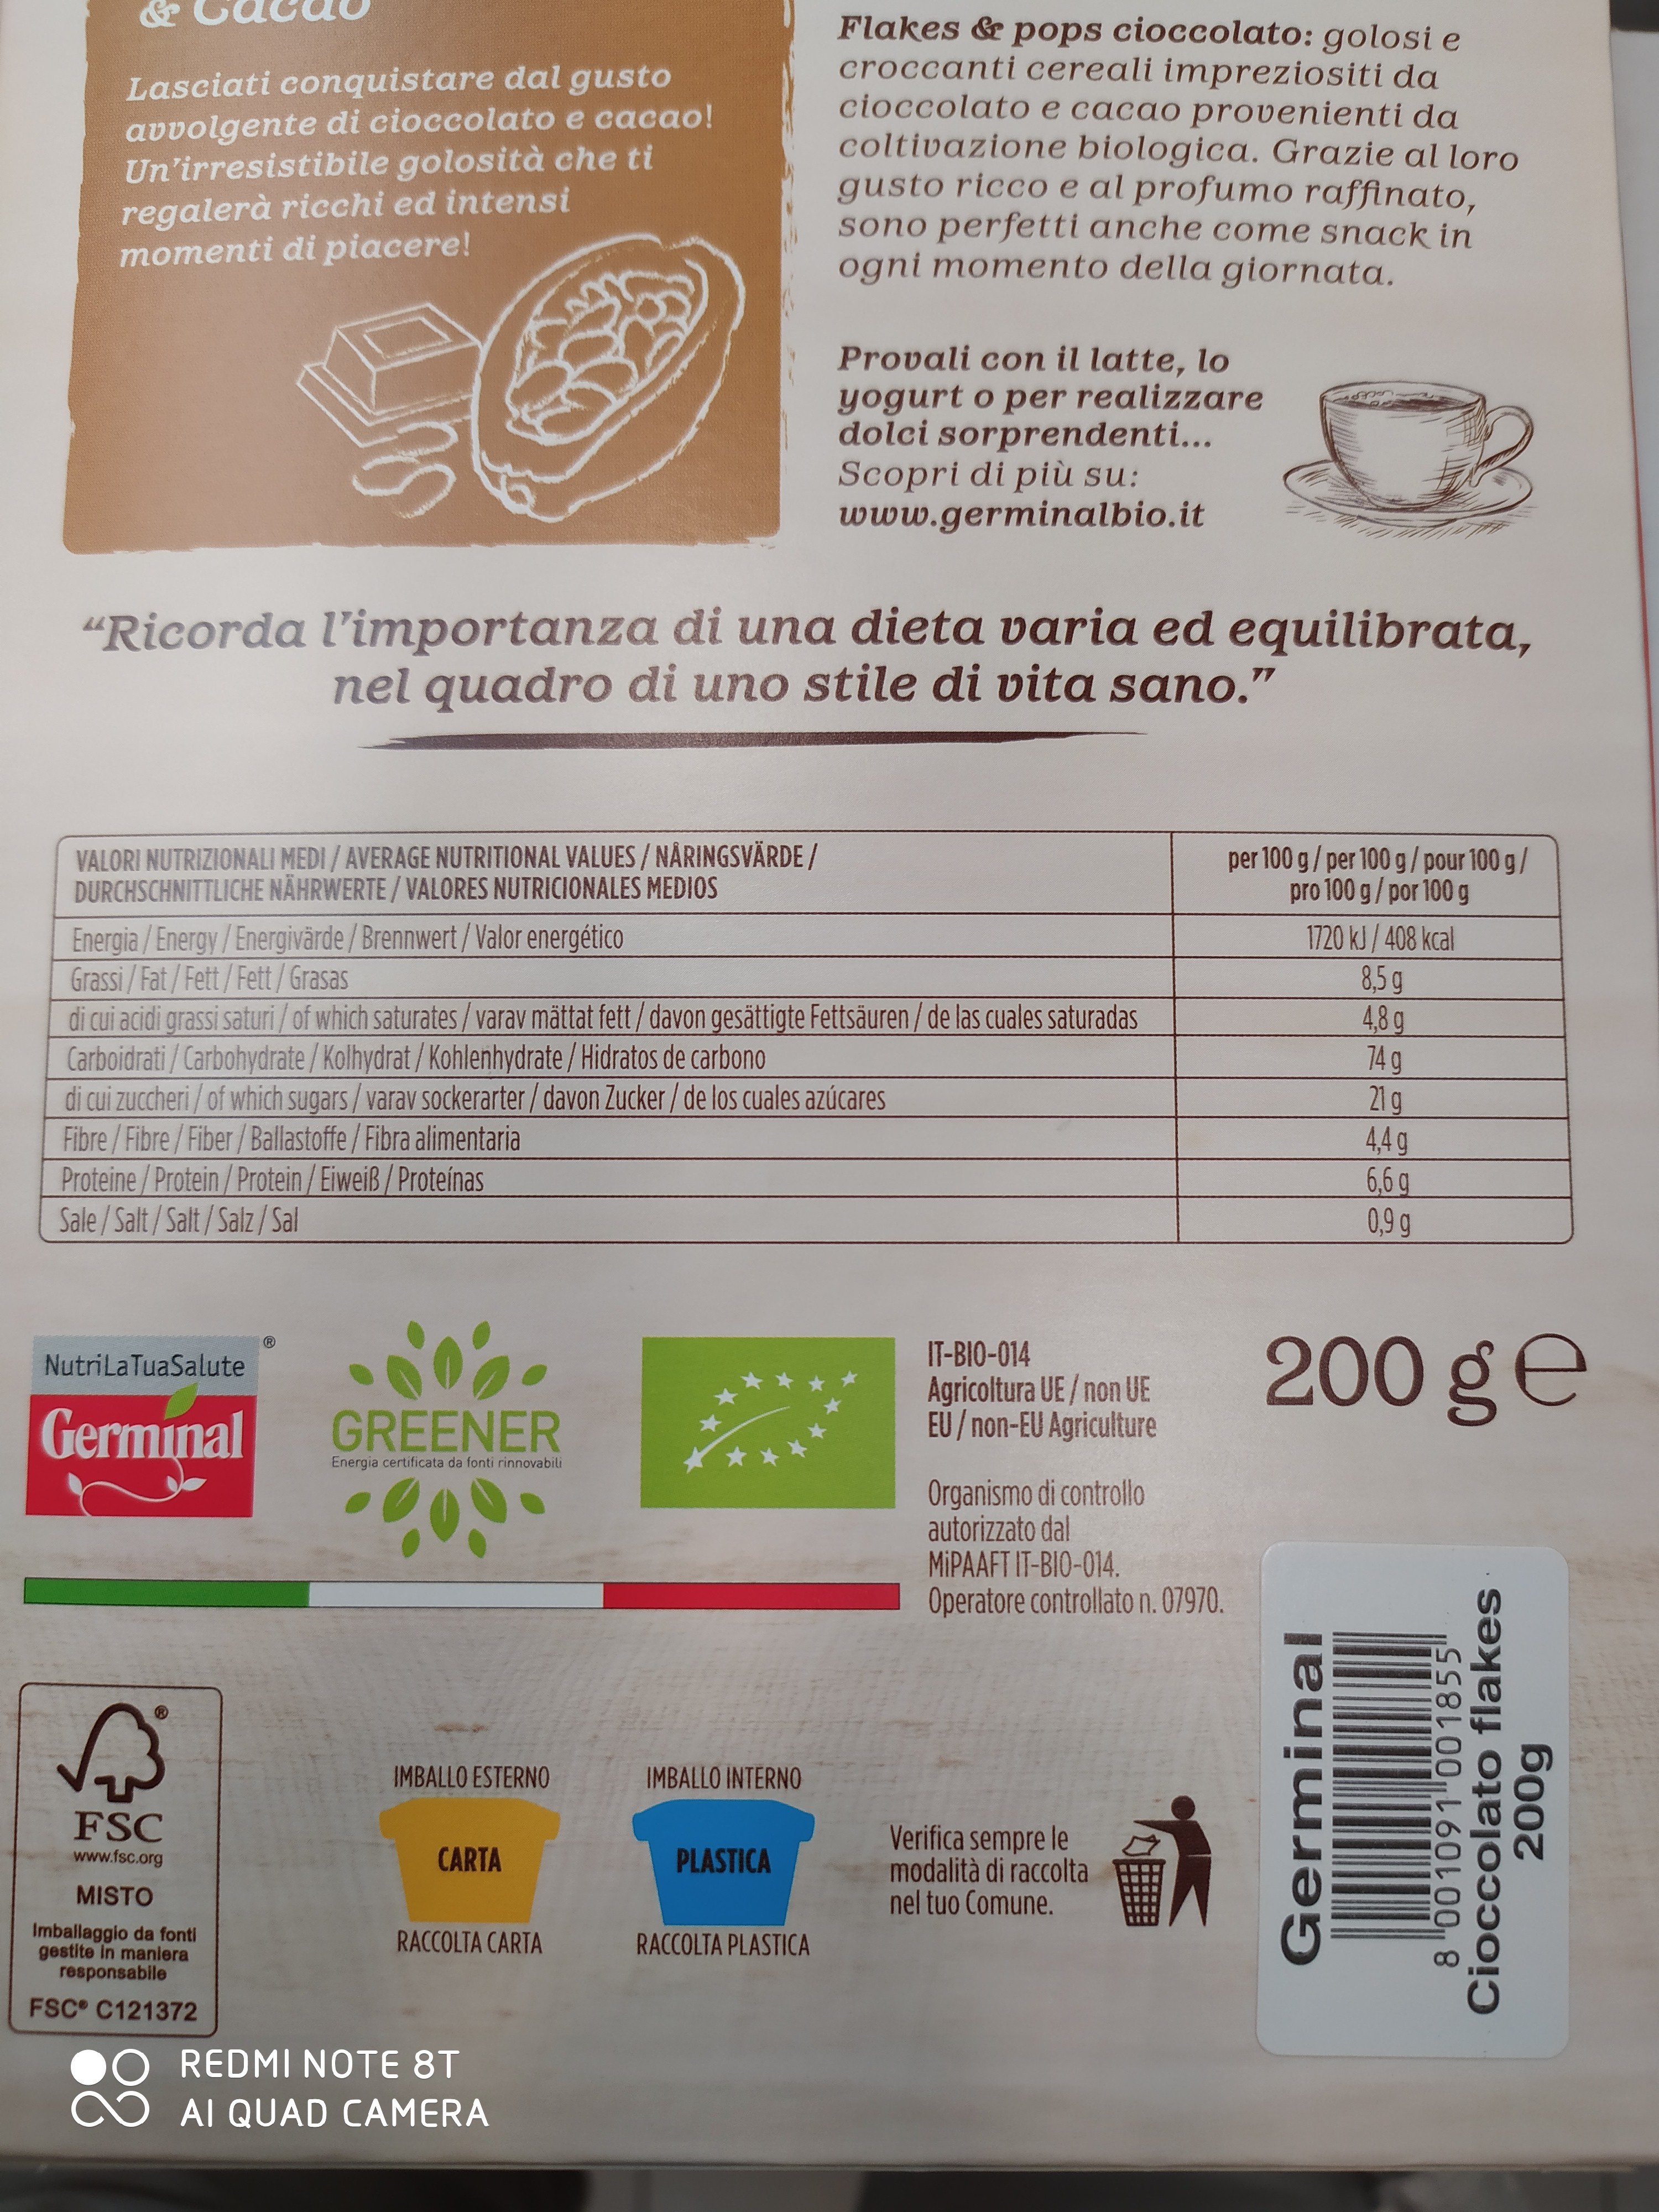 & Cacao
Lasciati conquistare dal gusto
avvolgente di cioccolato e cacao!
Un'irresistibile golosità che ti
regalerà ricchi ed intensi
momenti di piacere!
Flakes & pops cioccolato: golosi e
croccanti cereali impreziositi da
cioccolato e cacao provenienti da
coltivazione biologica. Grazie al loro
gusto ricco e al profumo raffinato,
sono perfetti anche come snack in
ogni momento della giornata.
Provali con il latte, lo
yogurt o per realizzare
dolci sorprendenti...
Scopri di più su:
www.germinalbio.it
“Ricorda l'importanza di una dieta varia ed equilibrata,
nel quadro di uno stile di vita sano.”
VALORI NUTRIZIONALI MEDI / AVERAGE NUTRITIONAL VALUES / NÅRINGSVÄRDE /
DURCHSCHNITTLICHE NÄHRWERTE / VALORES NUTRICIONALES MEDIOS
per 100 g / per 100 g / pour 100 g /
pro 100 g / por 100 g
Energia / Energy / Energivärde / Brennwert / Valor energético 1720 kJ / 408 kcal
Grassi / Fat / Fett / Fett / Grasas 8,5 g
di cui acidi grassi saturi / of which saturates / varav mättat fett / davon gesättigte Fettsäuren / de las cuales saturadas 4,8 g
Carboidrati / Carbohydrate / Kolhydrat / Kohlenhydrate / Hidratos de carbono 74 g
di cui zuccheri / of which sugars / varav sockerarter / davon Zucker / de los cuales azúcares 21 g
Fibre / Fibre / Fiber / Ballastoffe / Fibra alimentaria 4,4 g
Proteine / Protein / Protein / Eiweiß / Proteínas 6,6 g
Sale / Salt / Salt / Salz / Sal 0,9 g
NutriLaTuaSalute ®
Germinal
GREENER
Energia certificata da fonti rinnovabili
IT-BIO-014
Agricoltura UE / non UE
EU / non-EU Agriculture
Organismo di controllo
autorizzato dal
MiPAAFT IT-BIO-014.
Operatore controllato n. 07970.
200 g e
FSC ®
www.fsc.org
MISTO
Imballaggio da fonti
gestite in maniera
responsabile
FSC® C121372
IMBALLO ESTERNO
CARTA
RACCOLTA CARTA
IMBALLO INTERNO
PLASTICA
RACCOLTA PLASTICA
Verifica sempre le
modalità di raccolta
nel tuo Comune.
Germinal
8 001091 001855
Cioccolato flakes
200g
REDMI NOTE 8T
AI QUAD CAMERA